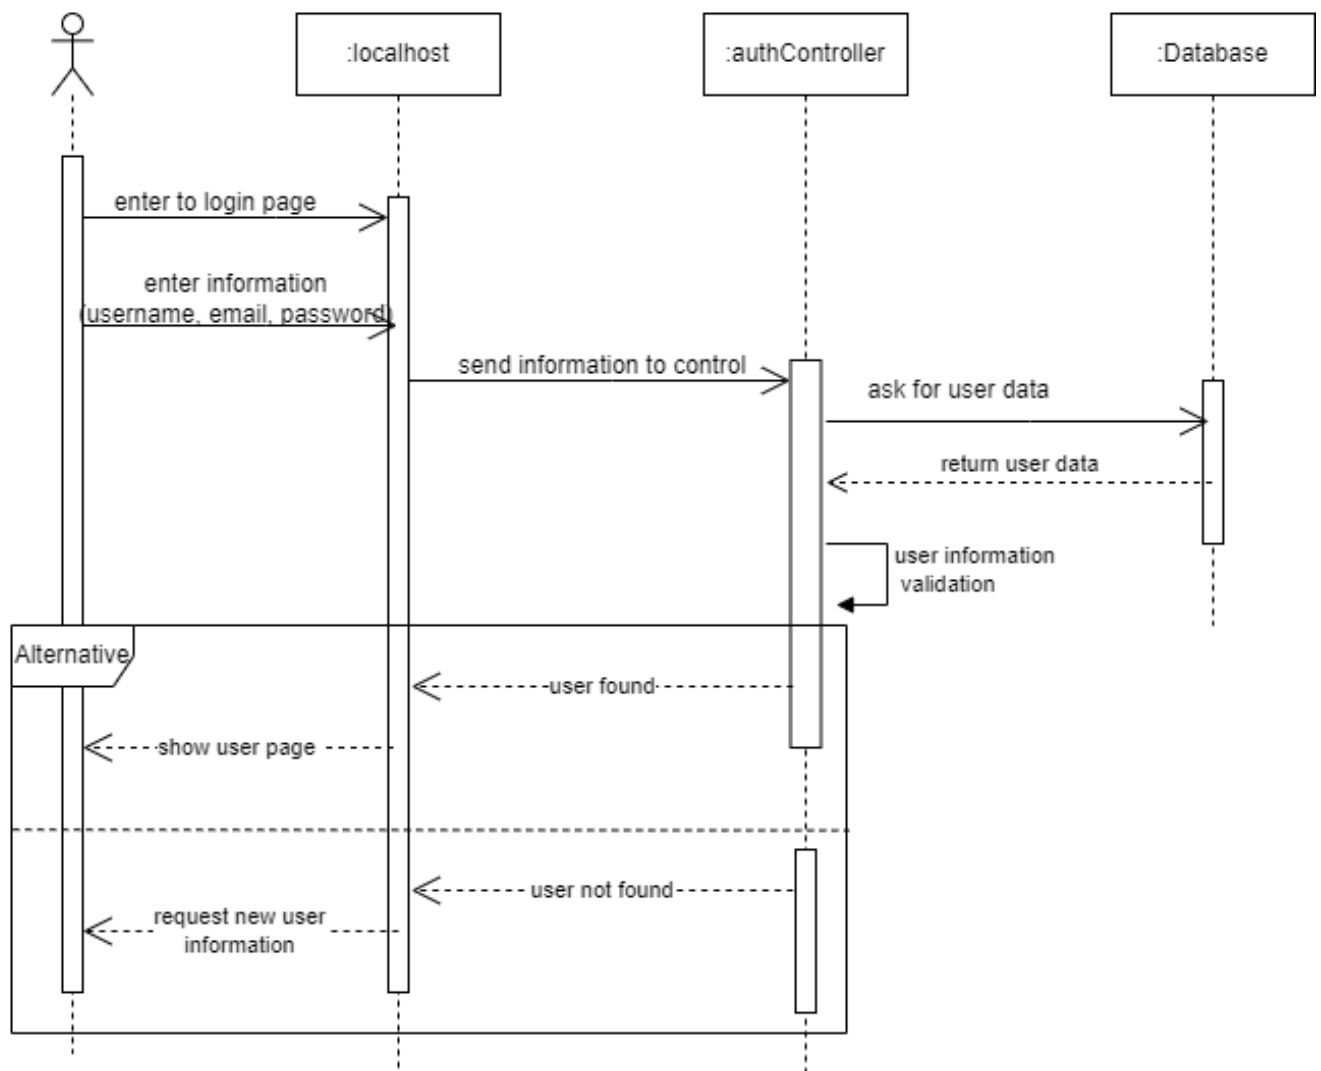 :localhost
:authController
:Database
enter to login page
enter information
(username, email, password)
send information to control
ask for user data
return user data
user information
validation
Alternative
user found
show user page
user not found
request new user
information